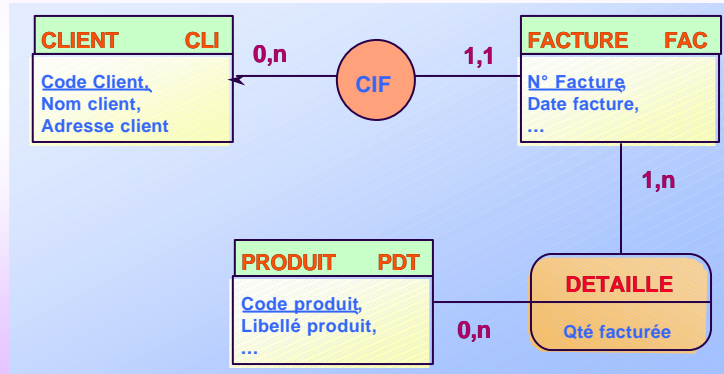 CLIENT CLI
Code Client,
Nom client,
Adresse client
0,n
CIF
1,1
FACTURE FAC
N° Facture,
Date facture,
...
1,n
PRODUIT PDT
Code produit,
Libellé produit,
...
0,n
DETAILLE
Qté facturée